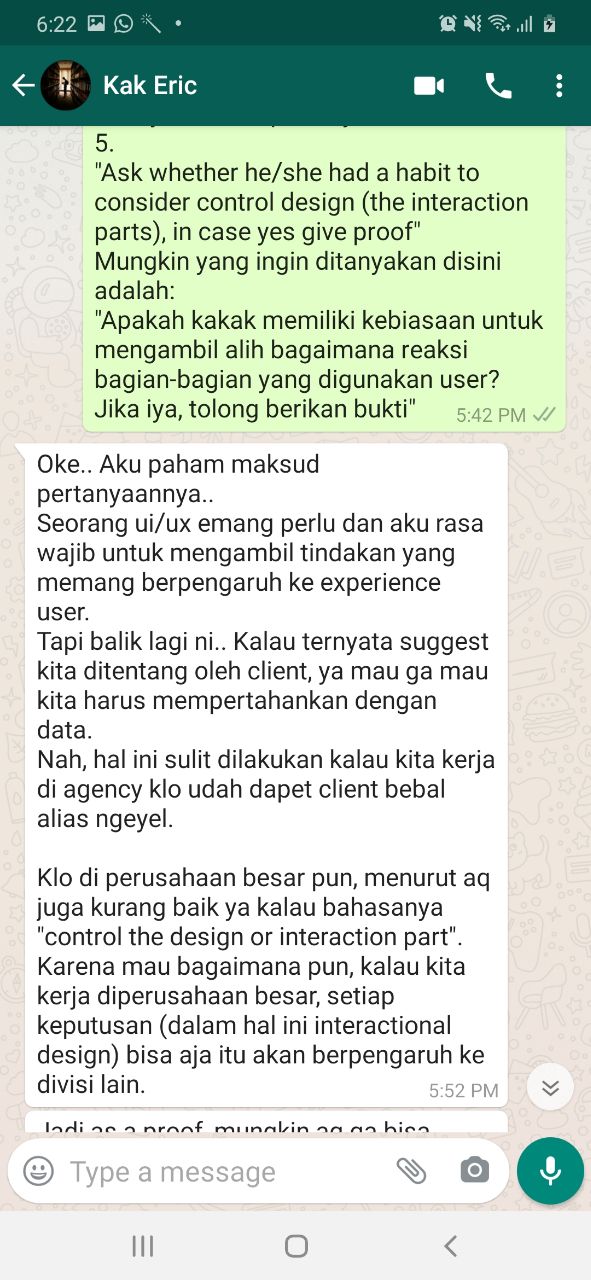 6:22
Kak Eric
5.
"Ask whether he/she had a habit to
consider control design (the interaction
parts), in case yes give proof"
Mungkin yang ingin ditanyakan disini
adalah:
"Apakah kakak memiliki kebiasaan untuk
mengambil alih bagaimana reaksi
bagian-bagian yang digunakan user?
Jika iya, tolong berikan bukti"
5:42 PM
Oke.. Aku paham maksud
pertanyaannya..
Seorang ui/ux emang perlu dan aku rasa
wajib untuk mengambil tindakan yang
memang berpengaruh ke experience
user.
Tapi balik lagi ni.. Kalau ternyata suggest
kita ditentang oleh client, ya mau ga mau
kita harus mempertahankan dengan
data.
Nah, hal ini sulit dilakukan kalau kita kerja
di agency klo udah dapet client bebal
alias ngeyel.
Klo di perusahaan besar pun, menurut aq
juga kurang baik ya kalau bahasanya
"control the design or interaction part".
Karena mau bagaimana pun, kalau kita
kerja diperusahaan besar, setiap
keputusan (dalam hal ini interactional
design) bisa aja itu akan berpengaruh ke
divisi lain.
5:52 PM
Jadi as a proof, mungkin aq ga bisa
Type a message